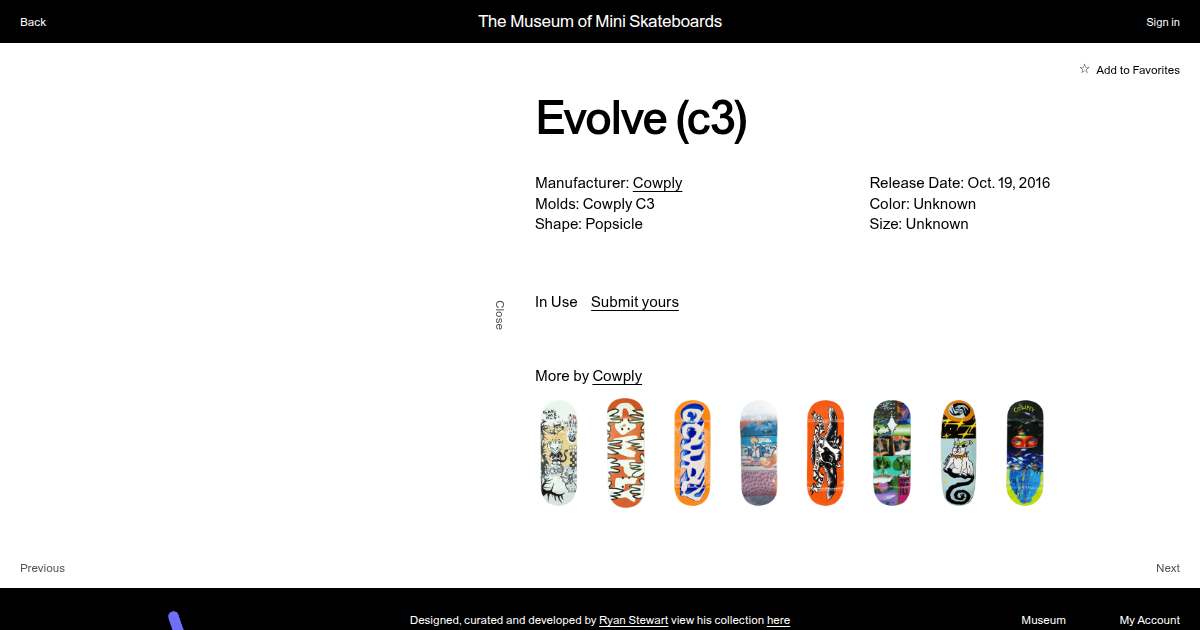 Back
The Museum of Mini Skateboards
Sign in
☆ Add to Favorites
Evolve (c3)
Manufacturer: Cowply
Molds: Cowply C3
Shape: Popsicle
Release Date: Oct. 19, 2016
Color: Unknown
Size: Unknown
Close
In Use Submit yours
More by Cowply
Previous
Next
Designed, curated and developed by Ryan Stewart view his collection here
Museum
My Account